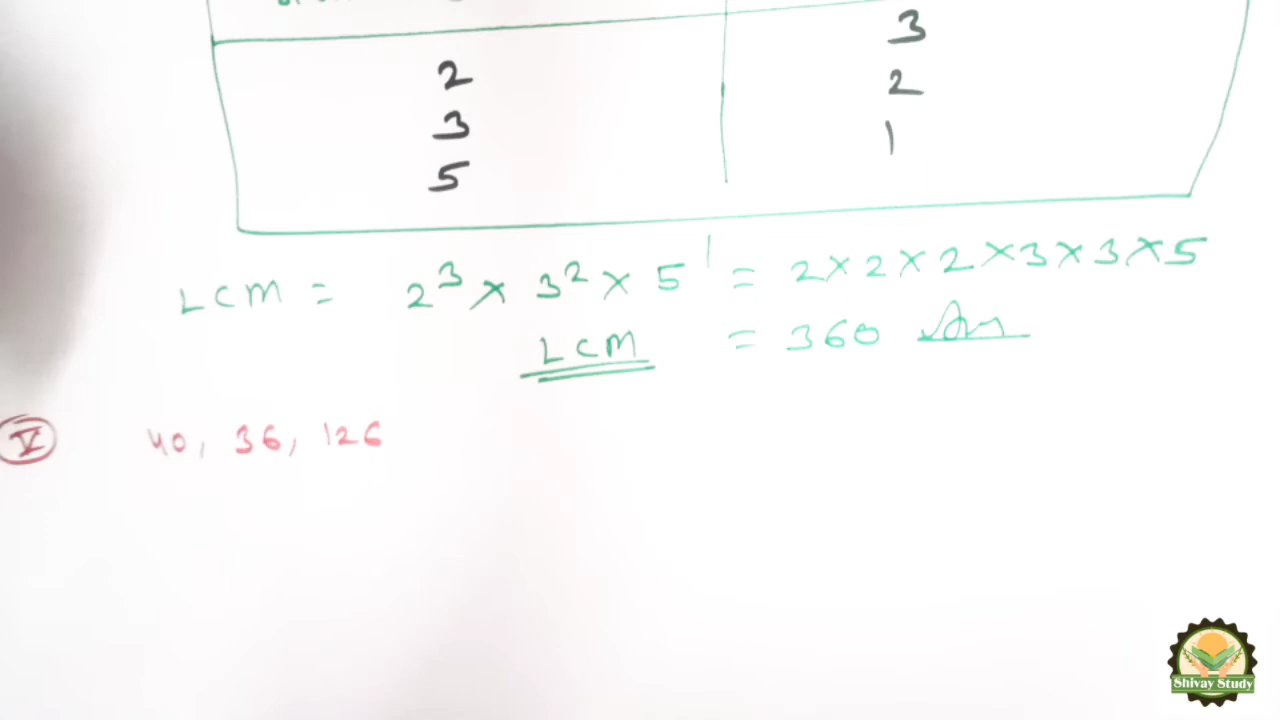 3
2
2
3
1
5
LCM = 2³ × 3² × 5¹ = 2×2×2×3×3×5
LCM = 360 Ans
Ⓥ 40, 36, 126
Shivay Study